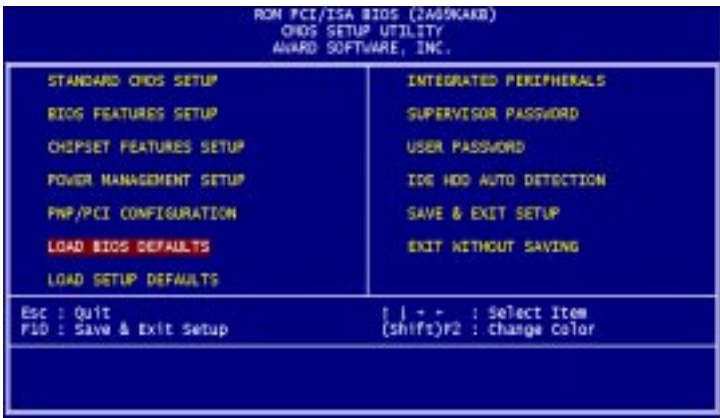 ROM PCI/ISA BIOS (2A69KAKB)
CMOS SETUP UTILITY
AWARD SOFTWARE, INC.
STANDARD CMOS SETUP
BIOS FEATURES SETUP
CHIPSET FEATURES SETUP
POWER MANAGEMENT SETUP
PNP/PCI CONFIGURATION
LOAD BIOS DEFAULTS
LOAD SETUP DEFAULTS
INTEGRATED PERIPHERALS
SUPERVISOR PASSWORD
USER PASSWORD
IDE HDD AUTO DETECTION
SAVE & EXIT SETUP
EXIT WITHOUT SAVING
Esc : Quit
F10 : Save & Exit Setup
: Select Item
(Shift)F2 : Change Color